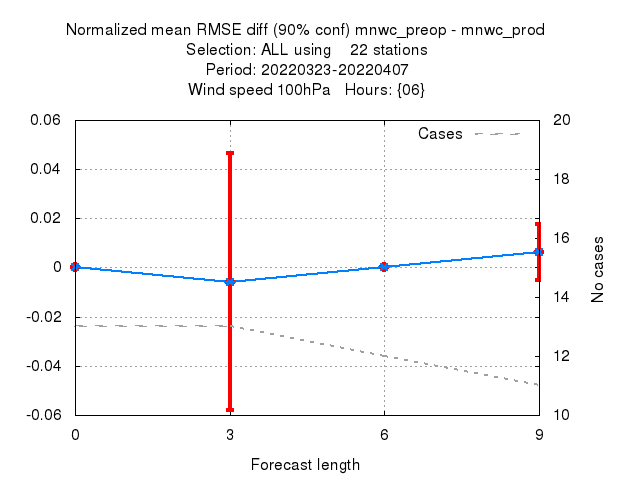 Normalized mean RMSE diff (90% conf) mnwc_preop - mnwc_prod
Selection: ALL using    22 stations
Period: 20220323-20220407
Wind speed 100hPa   Hours: {06}
0.06
0.04
0.02
0
-0.02
-0.04
-0.06
Cases
20
18
16
14
12
10
No cases
0 3 6 9
Forecast length